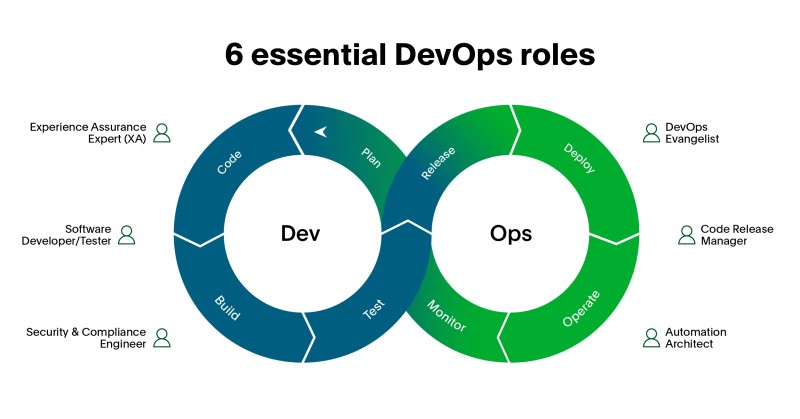 6 essential DevOps roles
Experience Assurance
Expert (XA)
Software
Developer/Tester
Security & Compliance
Engineer
Plan
Code
Build
Test
Dev
Release
Deploy
Operate
Monitor
Ops
DevOps
Evangelist
Code Release
Manager
Automation
Architect